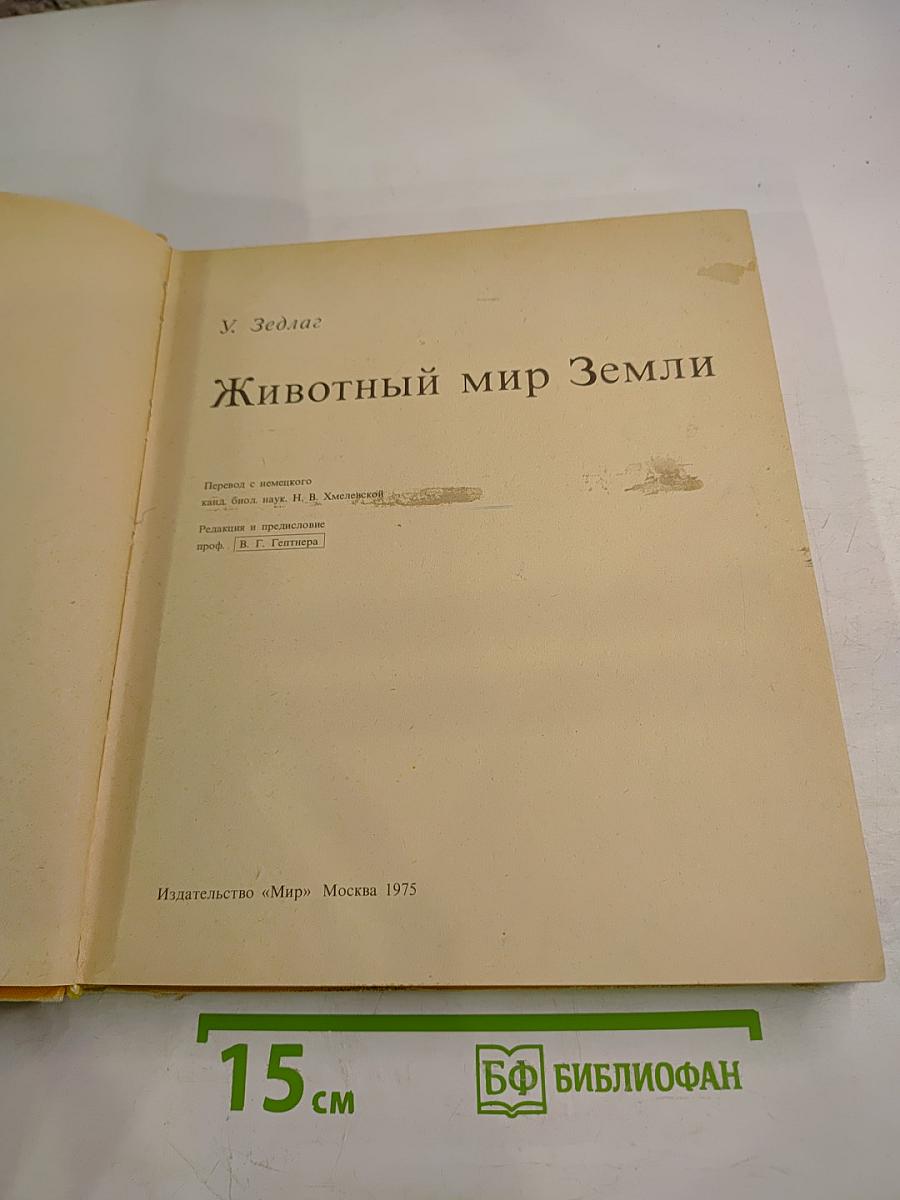 У. Зедлаг
Животный мир Земли
Перевод с немецкого
канд. биол. наук. Н. В. Хмелевской
Редакция и предисловие
проф. В. Г. Гептнера
Издательство «Мир» Москва 1975
15 см
БФ БИБЛИОФАН